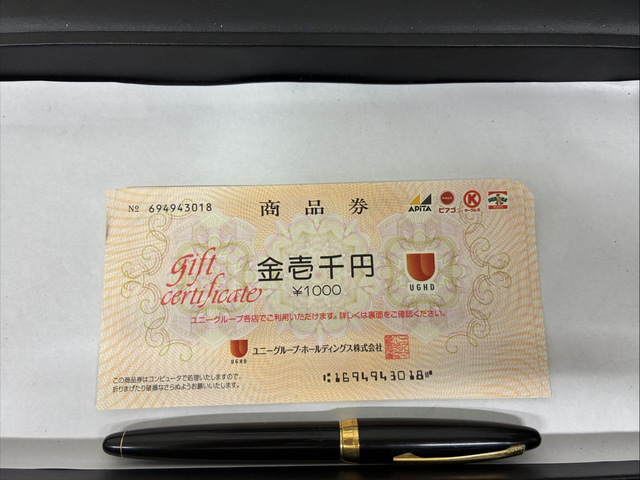 № 694943018
商品券
APiTA
ピアゴ
K
サークルK
Gift
certificate
金壱千円
¥1000
UGHD
ユニーグループ各店でご利用いただけます。詳しくは裏面をご確認ください。
UGHD
ユニーグループ・ホールディングス株式会社
この商品券はコンピュータで処理いたしますので、
折りまげたり破損なさらぬようお願いいたします。
694943018